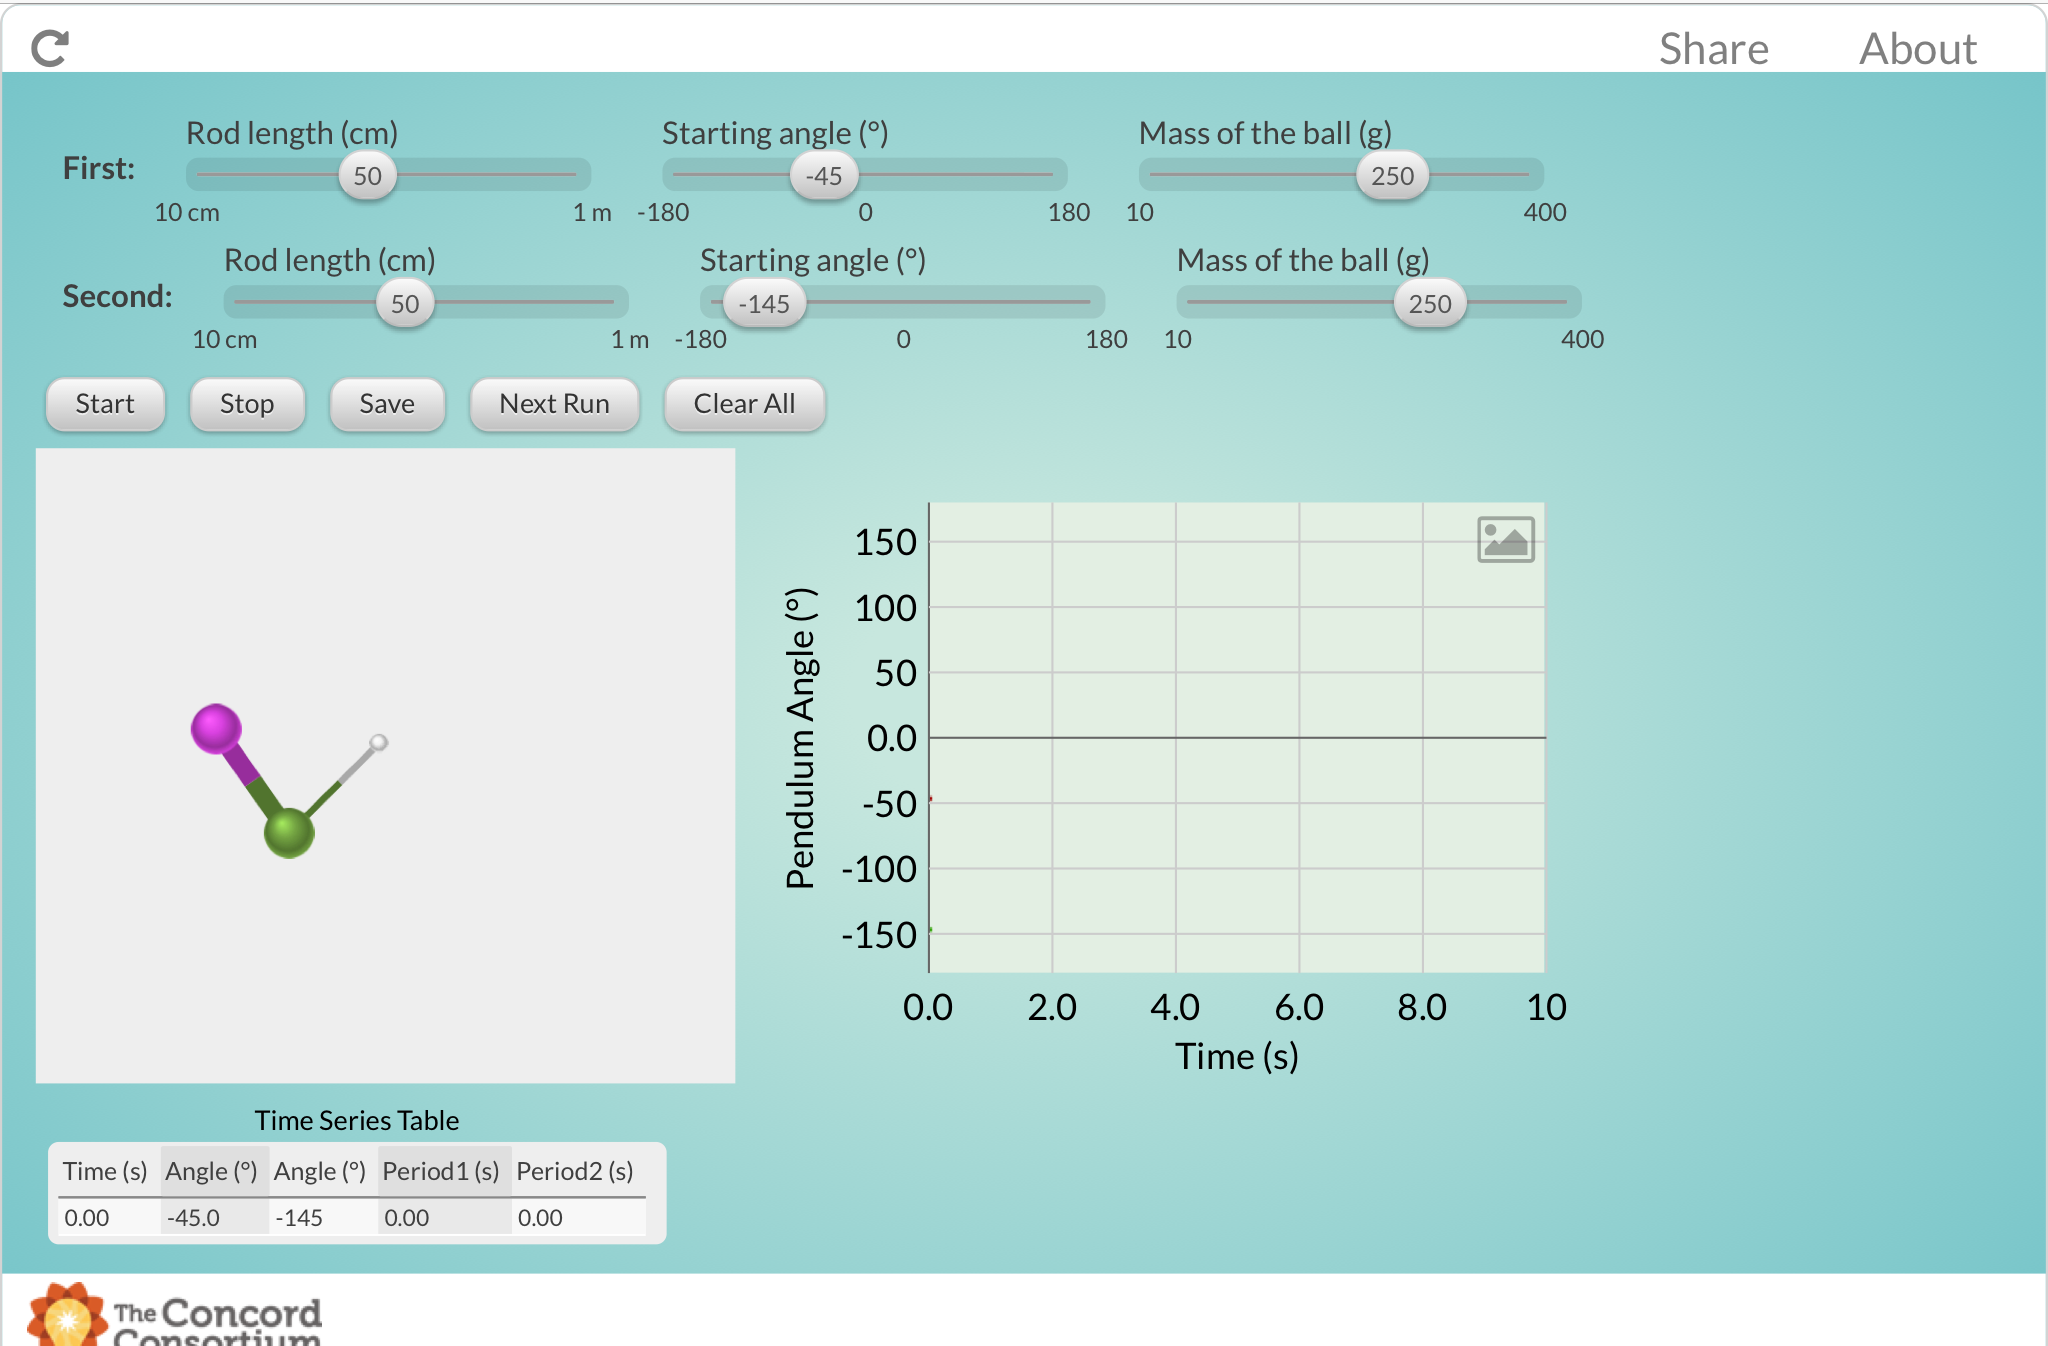 Share About
Rod length (cm) Starting angle (°) Mass of the ball (g)
First: 50 -45 250
10 cm 1 m -180 0 180 10 400
Rod length (cm) Starting angle (°) Mass of the ball (g)
Second: 50 -145 250
10 cm 1 m -180 0 180 10 400
Start Stop Save Next Run Clear All
Pendulum Angle (°)
150
100
50
0.0
-50
-100
-150
0.0 2.0 4.0 6.0 8.0 10
Time (s)
Time Series Table
Time (s) Angle (°) Angle (°) Period1 (s) Period2 (s)
0.00 -45.0 -145 0.00 0.00
The Concord
Consortium